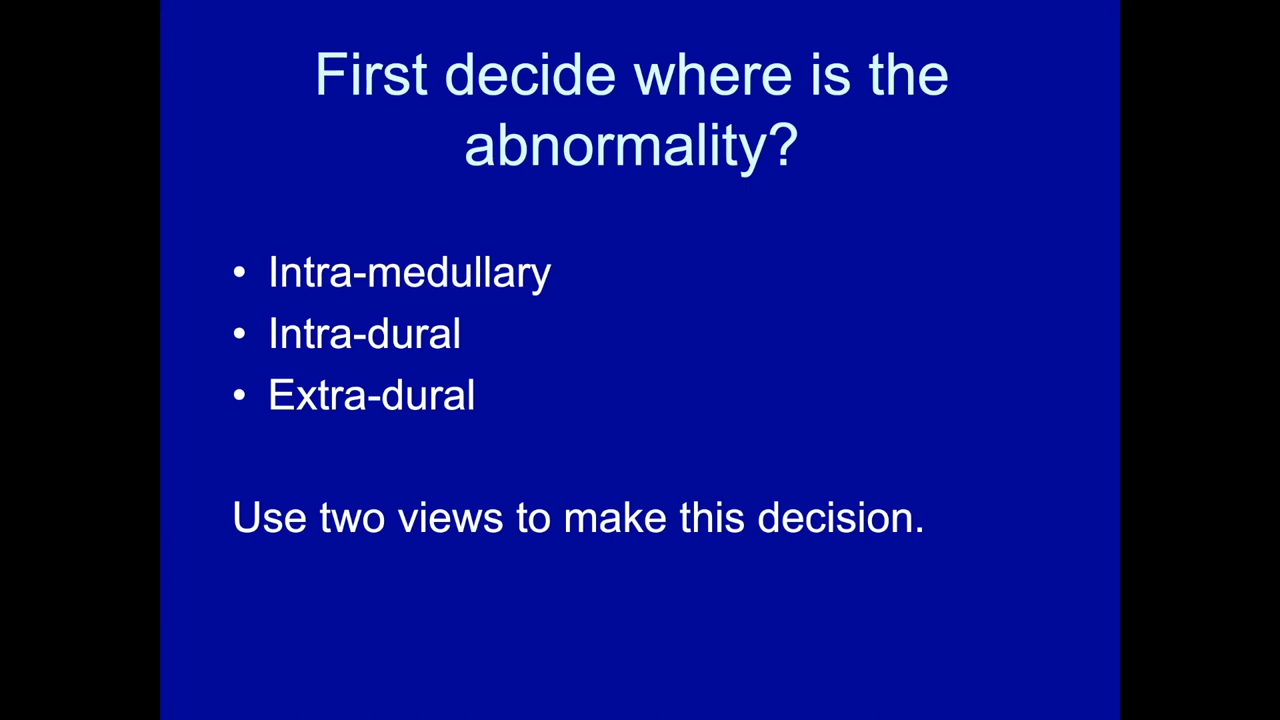 First decide where is the
abnormality?
• Intra-medullary
• Intra-dural
• Extra-dural
Use two views to make this decision.